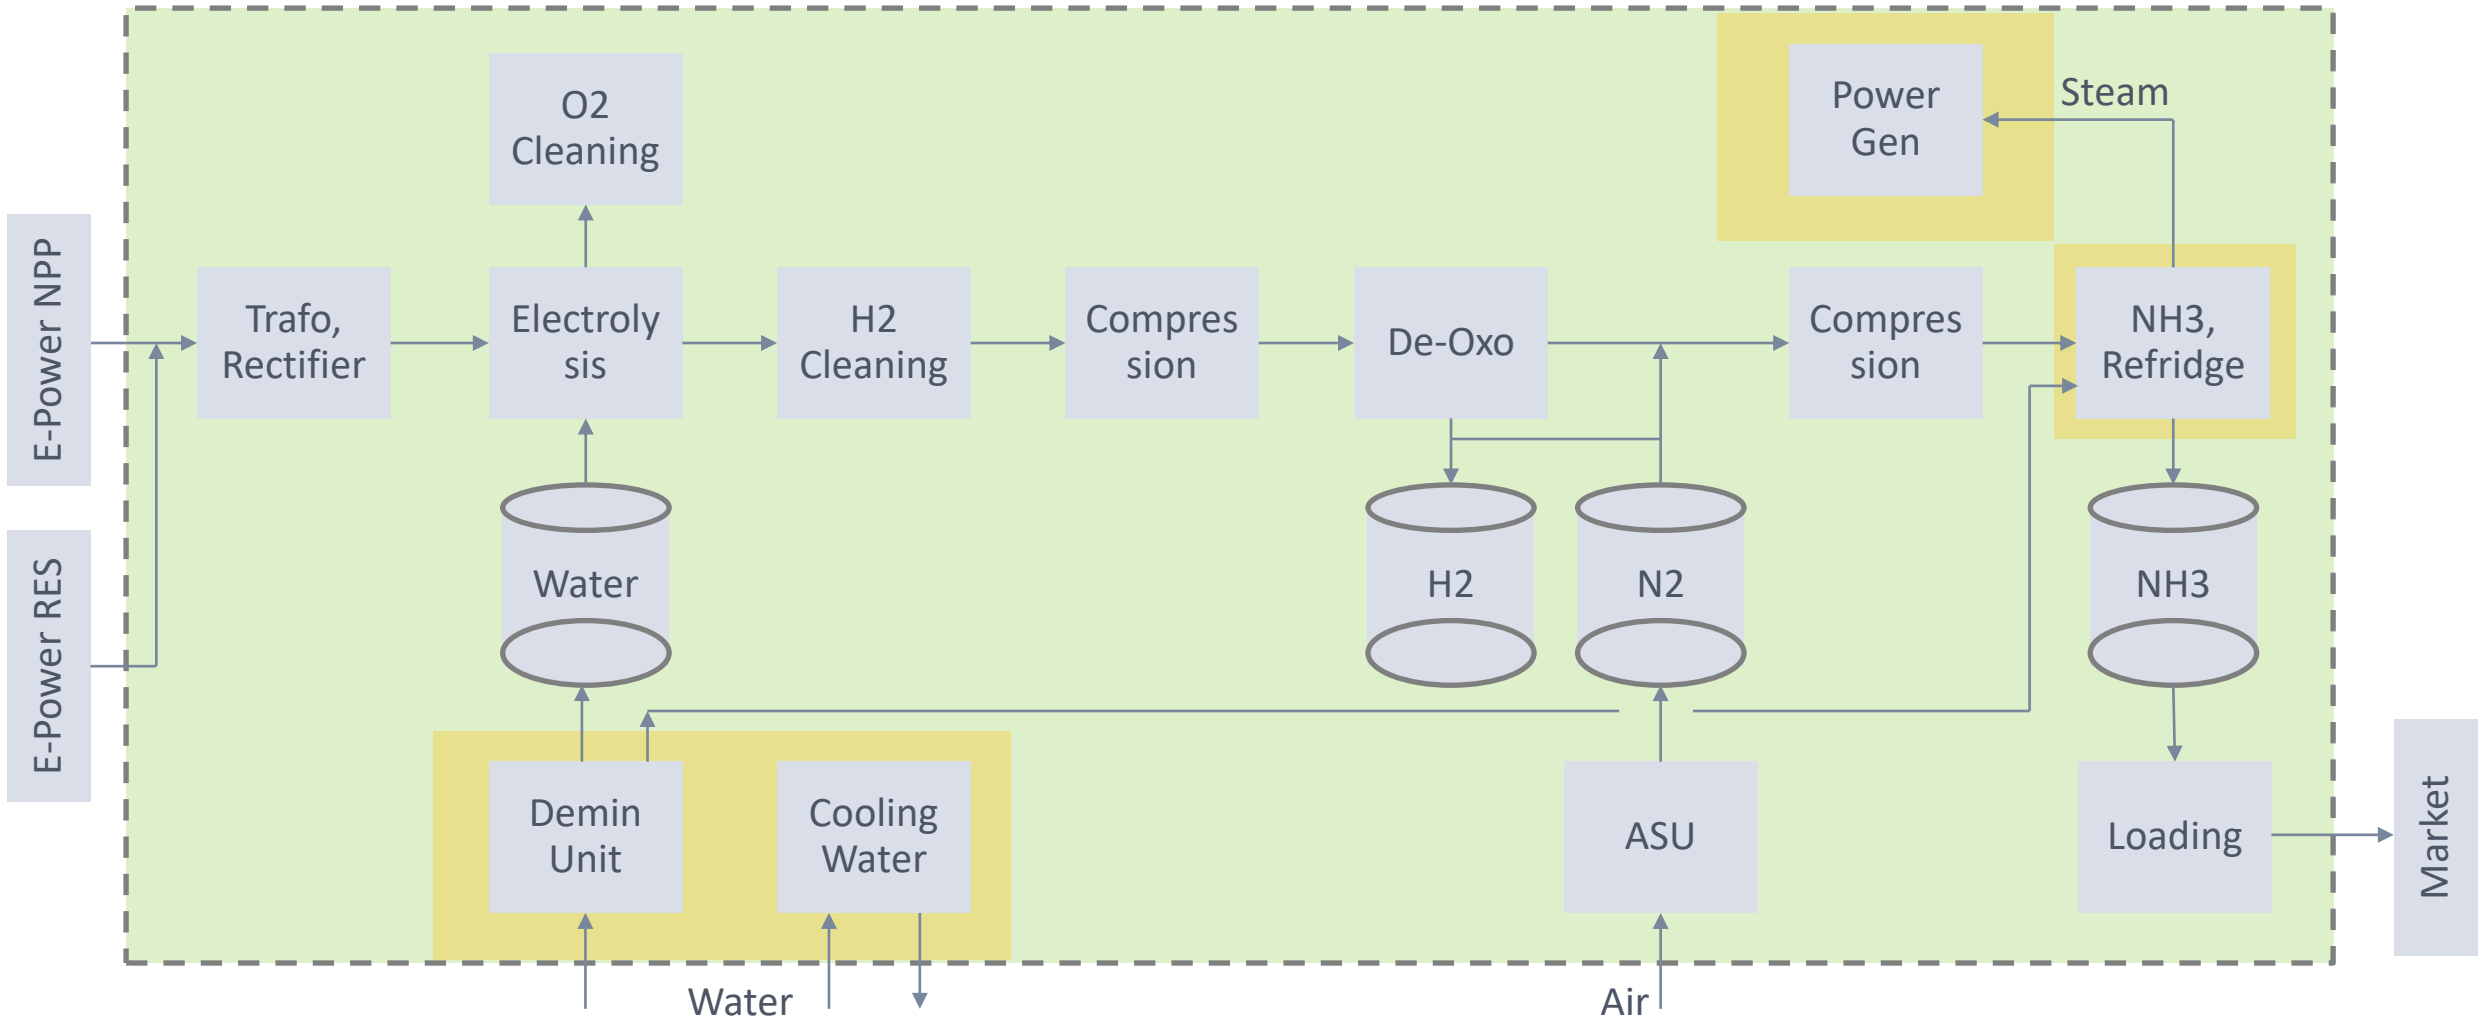 O2
Cleaning
Power
Gen
Steam
E-Power NPP
Trafo,
Rectifier
Electroly
sis
H2
Cleaning
Compres
sion
De-Oxo
Compres
sion
NH3,
Refridge
E-Power RES
Water
H2
N2
NH3
Demin
Unit
Cooling
Water
ASU
Loading
Market
Water
Air